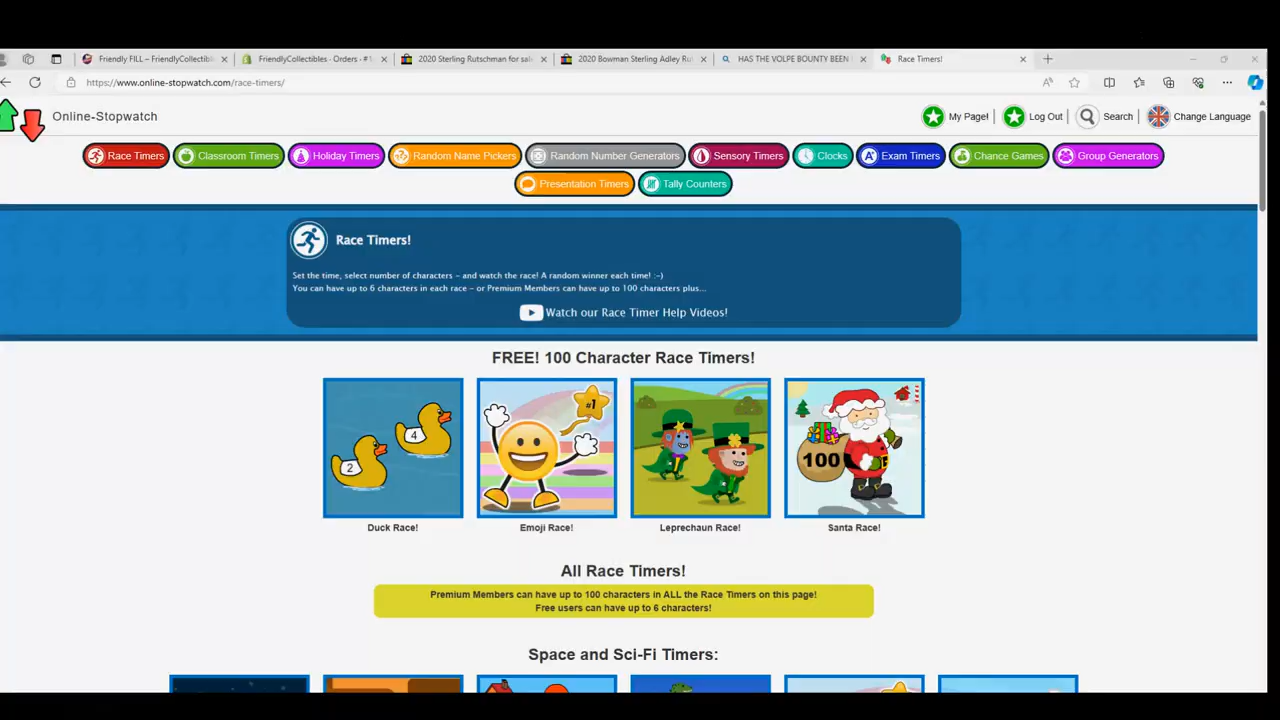 Friendly FILL – FriendlyCollectib
FriendlyCollectibles · Orders · #1
2020 Sterling Rutschman for sal
2020 Bowman Sterling Adley Rut
HAS THE VOLPE BOUNTY BEEN
Race Timers!
https://www.online-stopwatch.com/race-timers/
Online-Stopwatch
My Page!
Log Out
Search
Change Language
Race Timers
Classroom Timers
Holiday Timers
Random Name Pickers
Random Number Generators
Sensory Timers
Clocks
Exam Timers
Chance Games
Group Generators
Presentation Timers
Tally Counters
Race Timers!
Set the time, select number of characters – and watch the race! A random winner each time! :-)
You can have up to 6 characters in each race – or Premium Members can have up to 100 characters plus...
Watch our Race Timer Help Videos!
FREE! 100 Character Race Timers!
2
4
#1
100
Duck Race!
Emoji Race!
Leprechaun Race!
Santa Race!
All Race Timers!
Premium Members can have up to 100 characters in ALL the Race Timers on this page!
Free users can have up to 6 characters!
Space and Sci-Fi Timers: